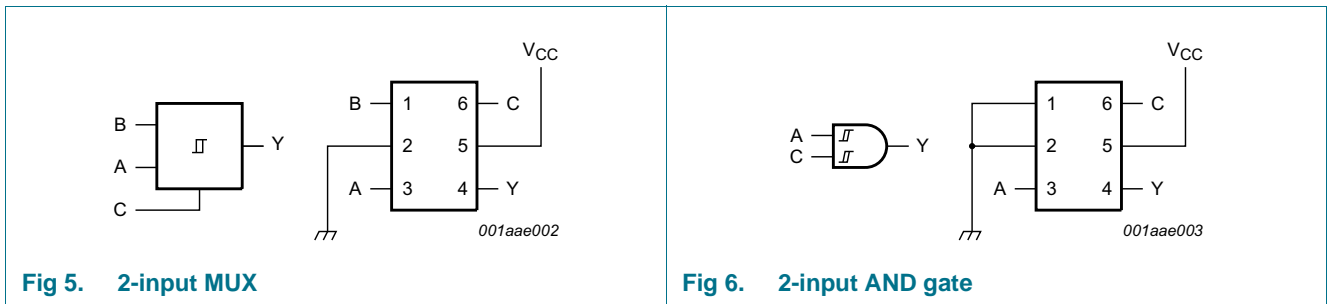 VCC
B 1 6 C
B
Y
2 5
A
A 3 4 Y
C
001aae002
Fig 5. 2-input MUX
VCC
1 6 C
A
C
Y
2 5
A 3 4 Y
001aae003
Fig 6. 2-input AND gate